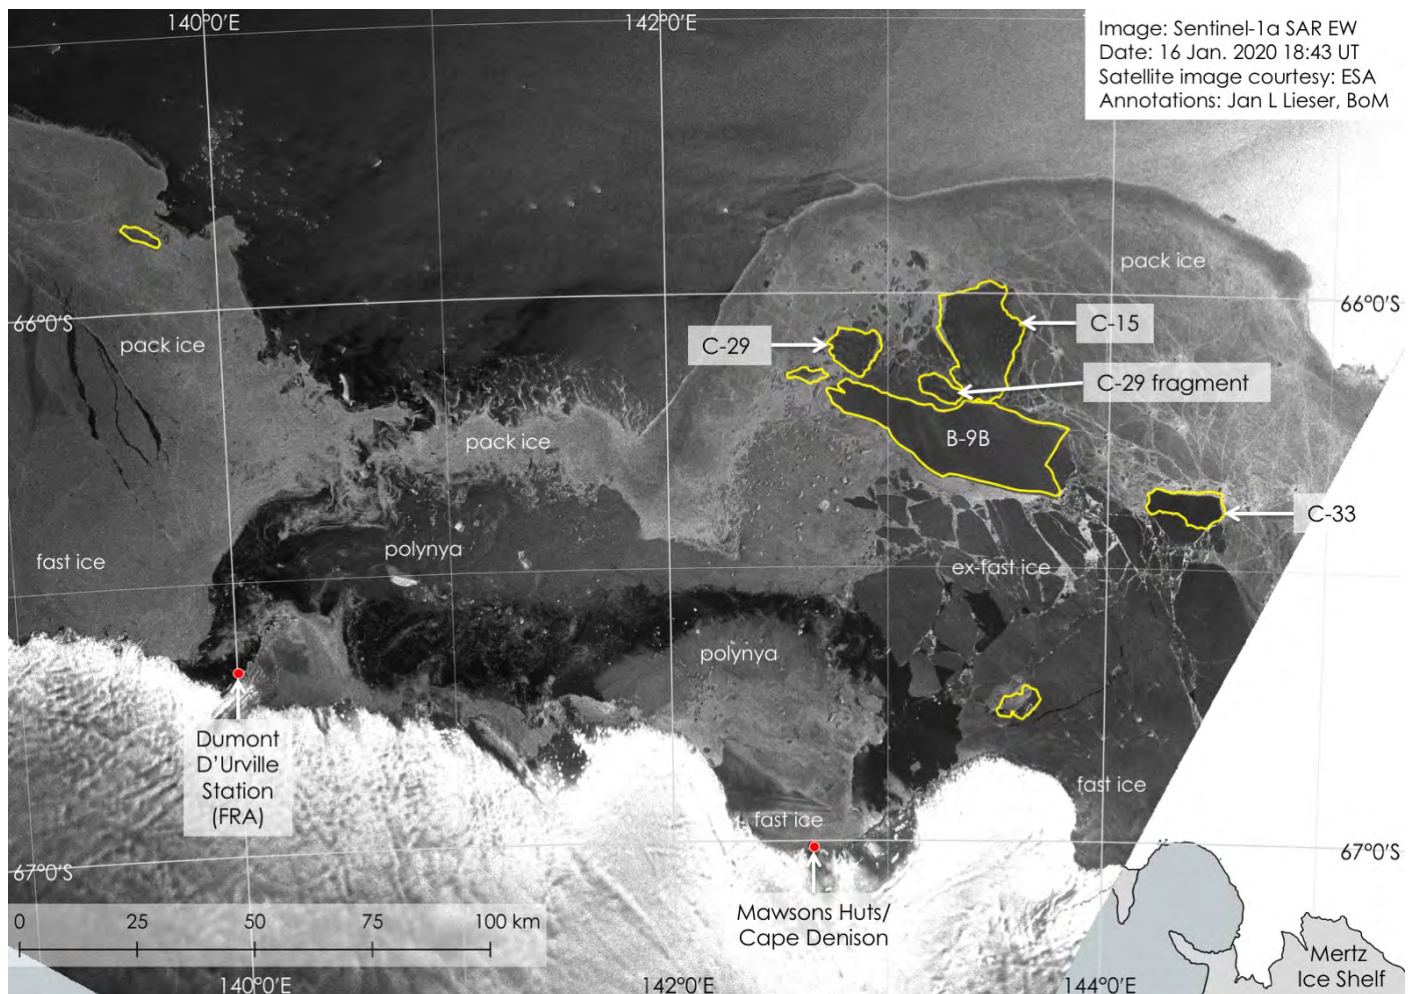 140°0'E
142°0'E
Image: Sentinel-1a SAR EW
Date: 16 Jan. 2020 18:43 UT
Satellite image courtesy: ESA
Annotations: Jan L Lieser, BoM
pack ice
66°0'S
66°0'S
C-15
pack ice
C-29
C-29 fragment
pack ice
B-9B
C-33
polynya
fast ice
ex-fast ice
polynya
Dumont
D'Urville
Station
(FRA)
fast ice
fast ice
67°0'S
67°0'S
0 25 50 75 100 km
Mawsons Huts/
Cape Denison
Mertz
Ice Shelf
140°0'E
142°0'E
144°0'E